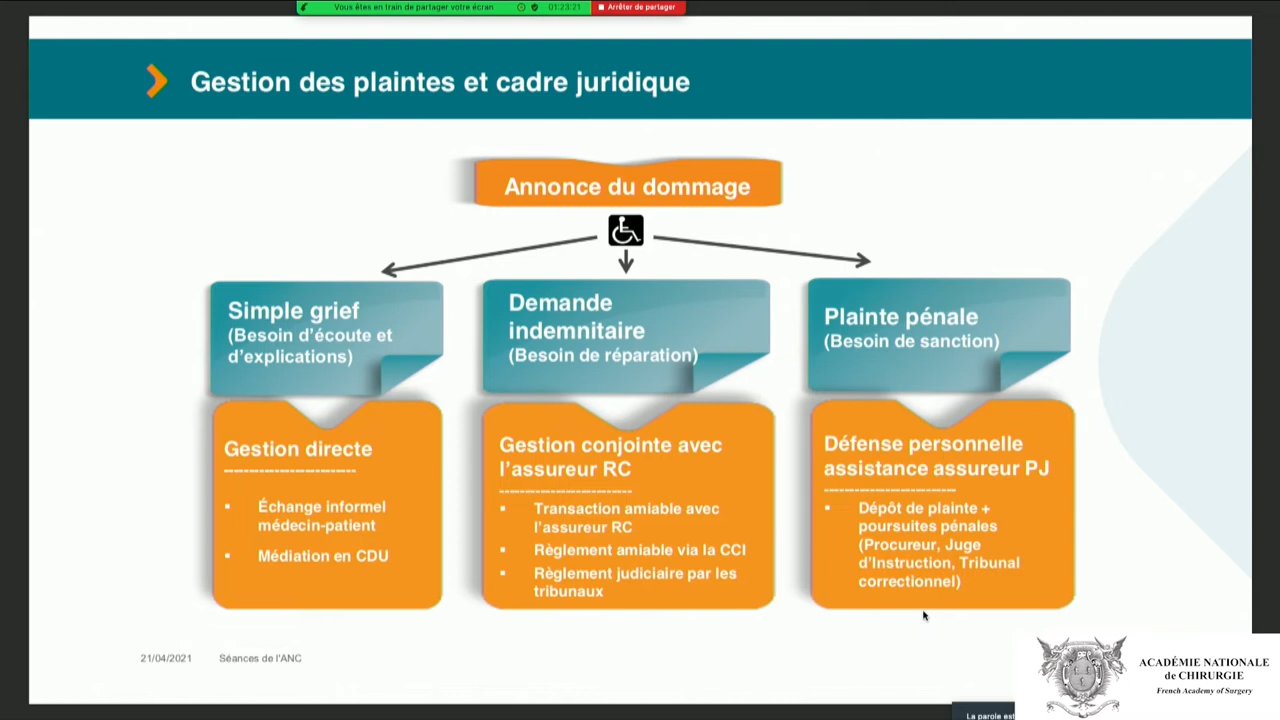 Vous êtes en train de partager votre écran
01:23:21
Arrêter de partager
Gestion des plaintes et cadre juridique
Annonce du dommage
Simple grief
(Besoin d'écoute et
d'explications)
Demande
indemnitaire
(Besoin de réparation)
Plainte pénale
(Besoin de sanction)
Gestion directe
---------------------------
▪ Échange informel
médecin-patient
▪ Médiation en CDU
Gestion conjointe avec
l'assureur RC
---------------------------
▪ Transaction amiable avec
l'assureur RC
▪ Règlement amiable via la CCI
▪ Règlement judiciaire par les
tribunaux
Défense personnelle
assistance assureur PJ
---------------------------
▪ Dépôt de plainte +
poursuites pénales
(Procureur, Juge
d'Instruction, Tribunal
correctionnel)
21/04/2021 Séances de l'ANC
ACADÉMIE NATIONALE
de CHIRURGIE
French Academy of Surgery
La parole est